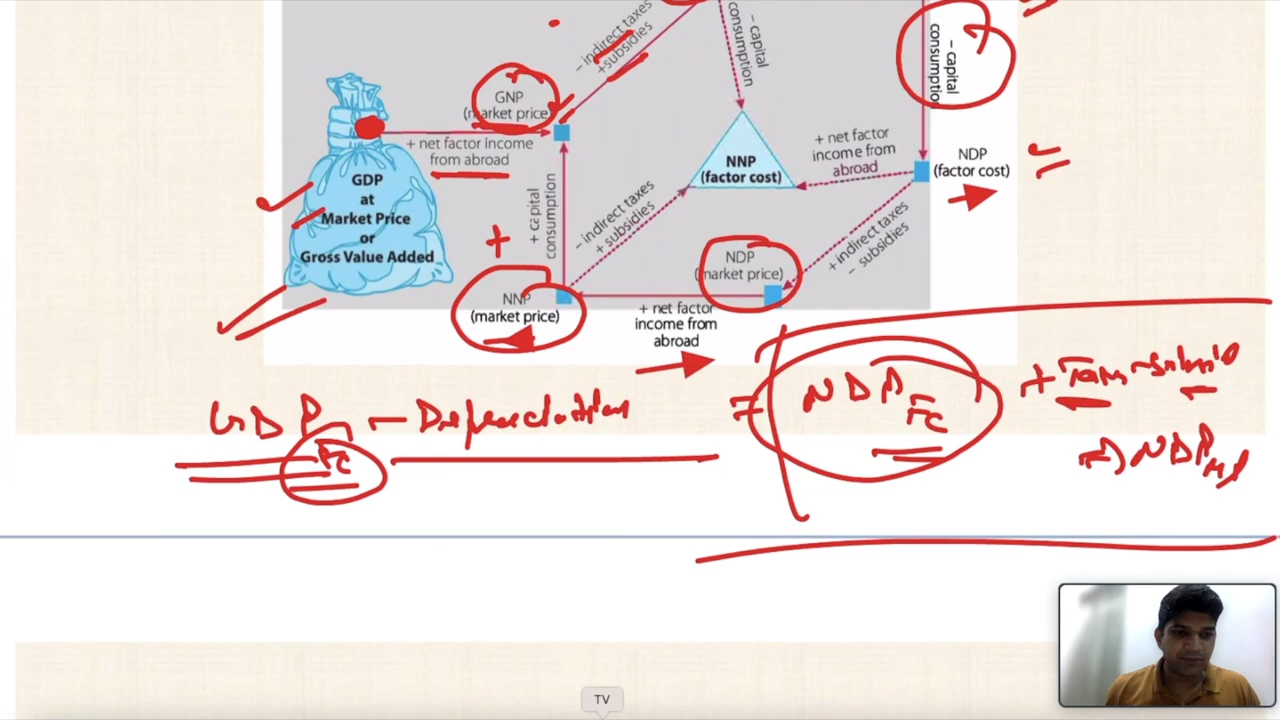 – indirect taxes
+subsidies
– capital
consumption
– capital
consumption
GNP
(market price)
+ net factor income
from abroad
GDP
at
Market Price
or
Gross Value Added
+ capital
consumption
– indirect taxes
+ subsidies
NNP
(factor cost)
+ net factor
income from
abroad
NDP
(factor cost)
+ indirect taxes
– subsidies
NDP
(market price)
+
NNP
(market price)
+ net factor
income from
abroad
GDP FC – Depreciation = NDP FC
NDP MP
TV